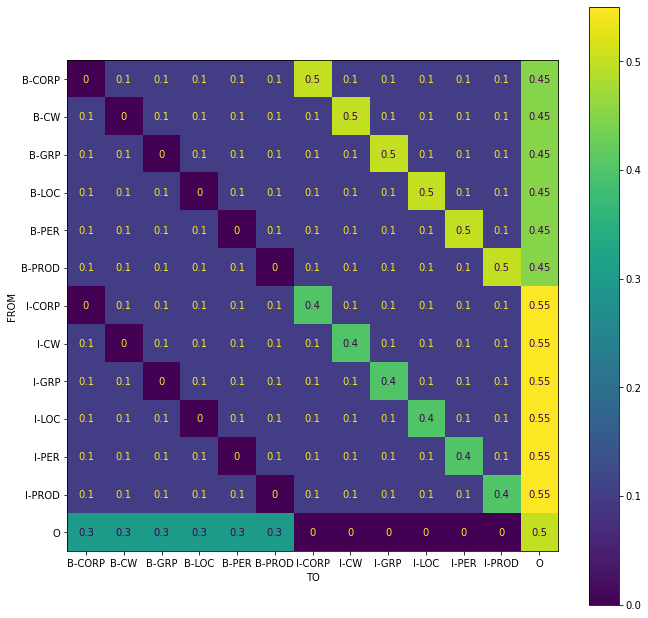 B-CORP 0 0.1 0.1 0.1 0.1 0.1 0.5 0.1 0.1 0.1 0.1 0.1 0.45
B-CW 0.1 0 0.1 0.1 0.1 0.1 0.1 0.5 0.1 0.1 0.1 0.1 0.45
B-GRP 0.1 0.1 0 0.1 0.1 0.1 0.1 0.1 0.5 0.1 0.1 0.1 0.45
B-LOC 0.1 0.1 0.1 0 0.1 0.1 0.1 0.1 0.1 0.5 0.1 0.1 0.45
B-PER 0.1 0.1 0.1 0.1 0 0.1 0.1 0.1 0.1 0.1 0.5 0.1 0.45
B-PROD 0.1 0.1 0.1 0.1 0.1 0 0.1 0.1 0.1 0.1 0.1 0.5 0.45
FROM
I-CORP 0 0.1 0.1 0.1 0.1 0.1 0.4 0.1 0.1 0.1 0.1 0.1 0.55
I-CW 0.1 0 0.1 0.1 0.1 0.1 0.1 0.4 0.1 0.1 0.1 0.1 0.55
I-GRP 0.1 0.1 0 0.1 0.1 0.1 0.1 0.1 0.4 0.1 0.1 0.1 0.55
I-LOC 0.1 0.1 0.1 0 0.1 0.1 0.1 0.1 0.1 0.4 0.1 0.1 0.55
I-PER 0.1 0.1 0.1 0.1 0 0.1 0.1 0.1 0.1 0.1 0.4 0.1 0.55
I-PROD 0.1 0.1 0.1 0.1 0.1 0 0.1 0.1 0.1 0.1 0.1 0.4 0.55
O 0.3 0.3 0.3 0.3 0.3 0.3 0 0 0 0 0 0 0.5
B-CORP B-CW B-GRP B-LOC B-PER B-PROD I-CORP I-CW I-GRP I-LOC I-PER I-PROD O
TO
0.5
0.4
0.3
0.2
0.1
0.0